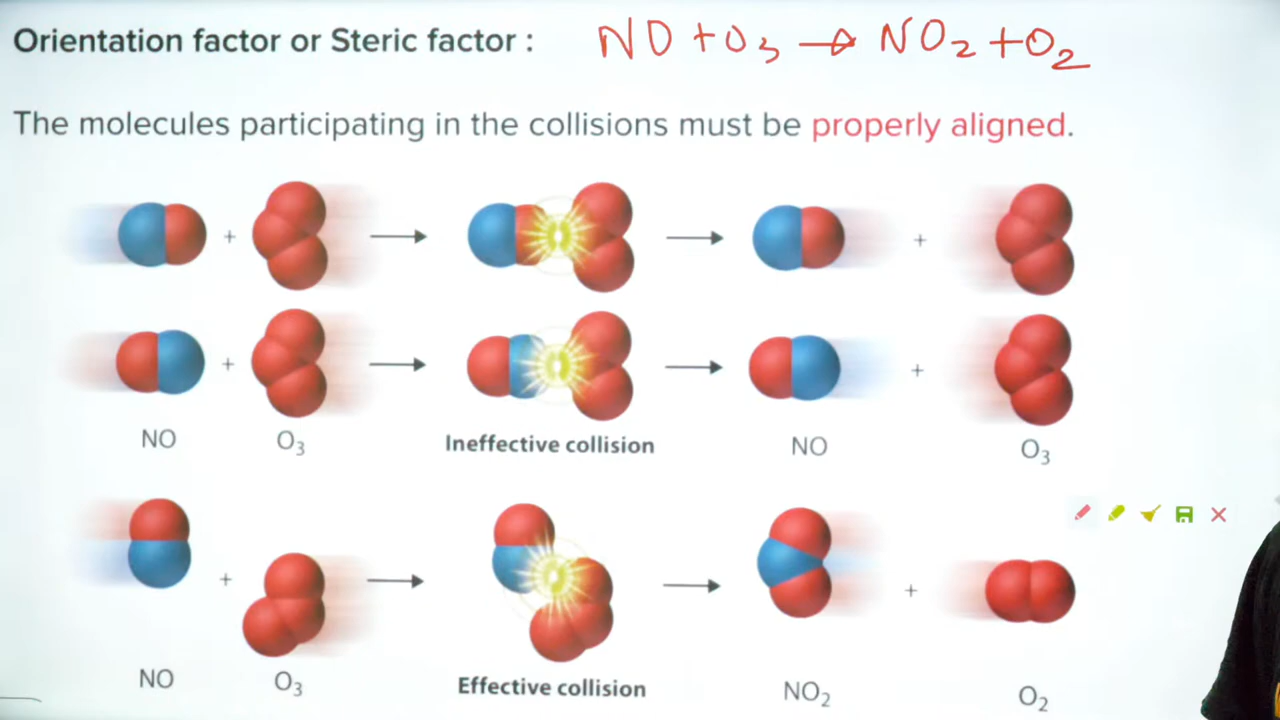 Orientation factor or Steric factor : NO + O₃ → NO₂ + O₂
The molecules participating in the collisions must be properly aligned.
+ → → +
+ → → +
NO O₃ Ineffective collision NO O₃
+ → → +
NO O₃ Effective collision NO₂ O₂